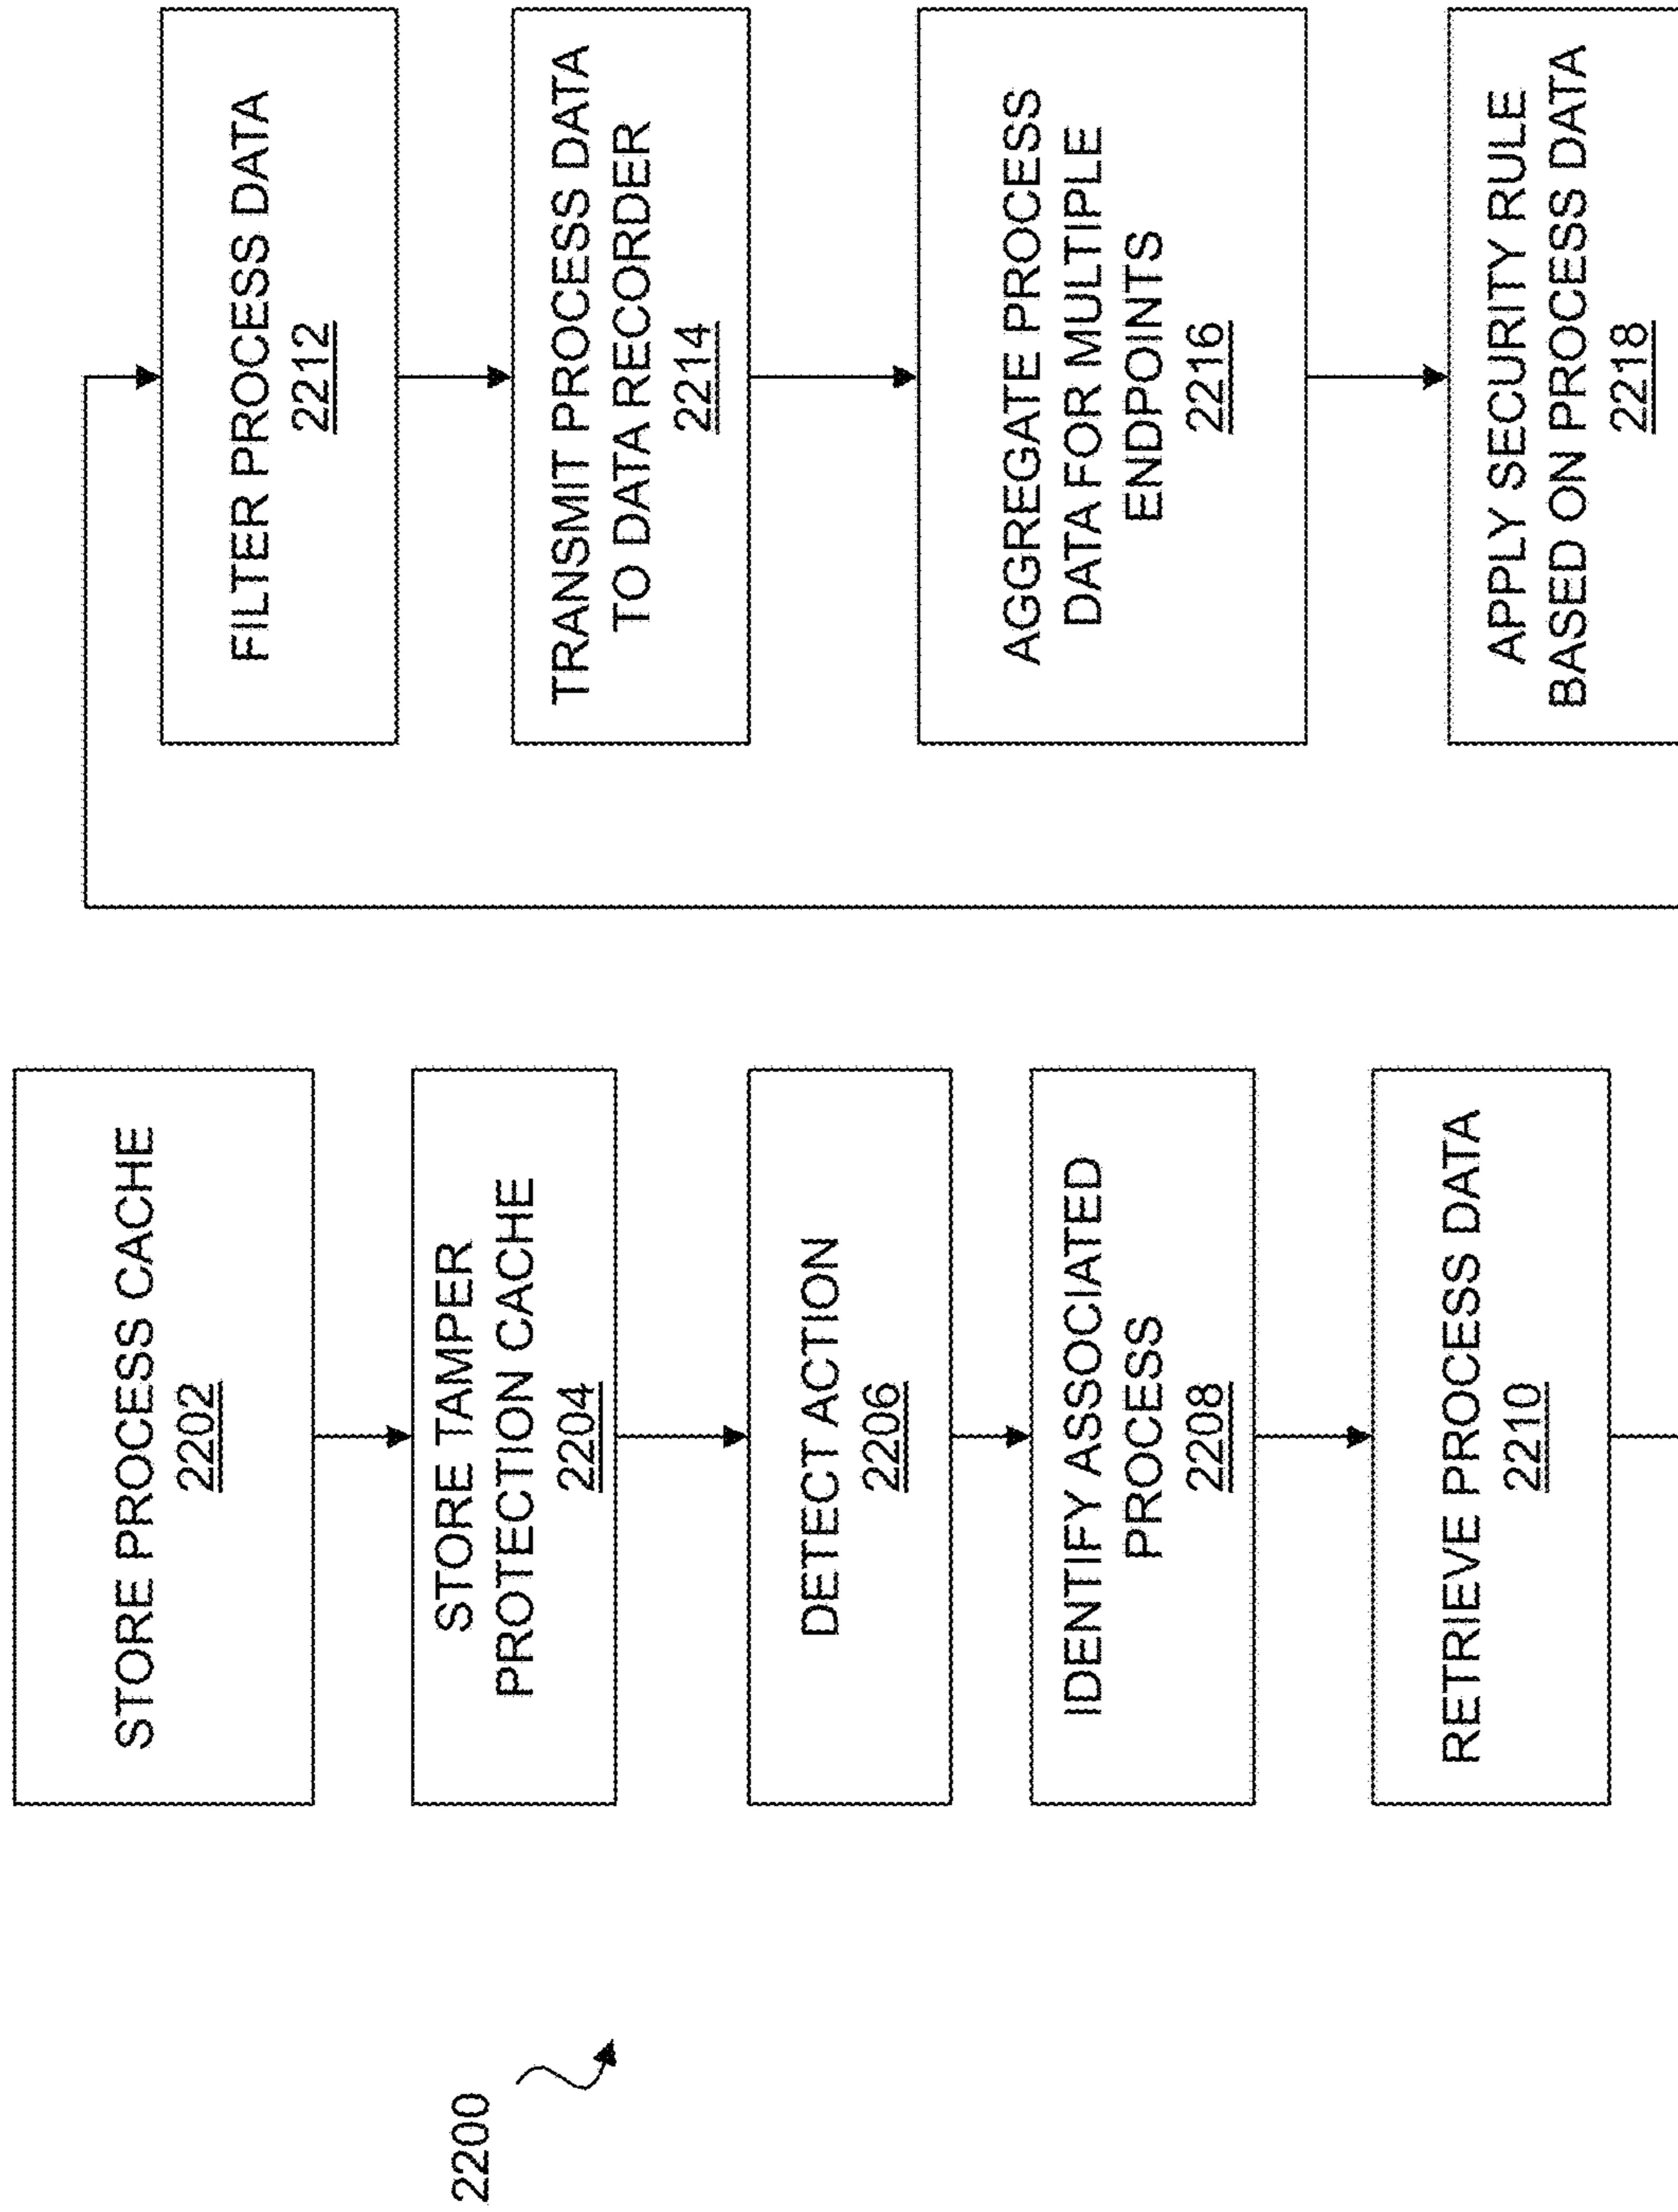 2200
STORE PROCESS CACHE
2202
STORE TAMPER
PROTECTION CACHE
2204
DETECT ACTION
2206
IDENTIFY ASSOCIATED
PROCESS
2208
RETRIEVE PROCESS DATA
2210
FILTER PROCESS DATA
2212
TRANSMIT PROCESS DATA
TO DATA RECORDER
2214
AGGREGATE PROCESS
DATA FOR MULTIPLE
ENDPOINTS
2216
APPLY SECURITY RULE
BASED ON PROCESS DATA
2218